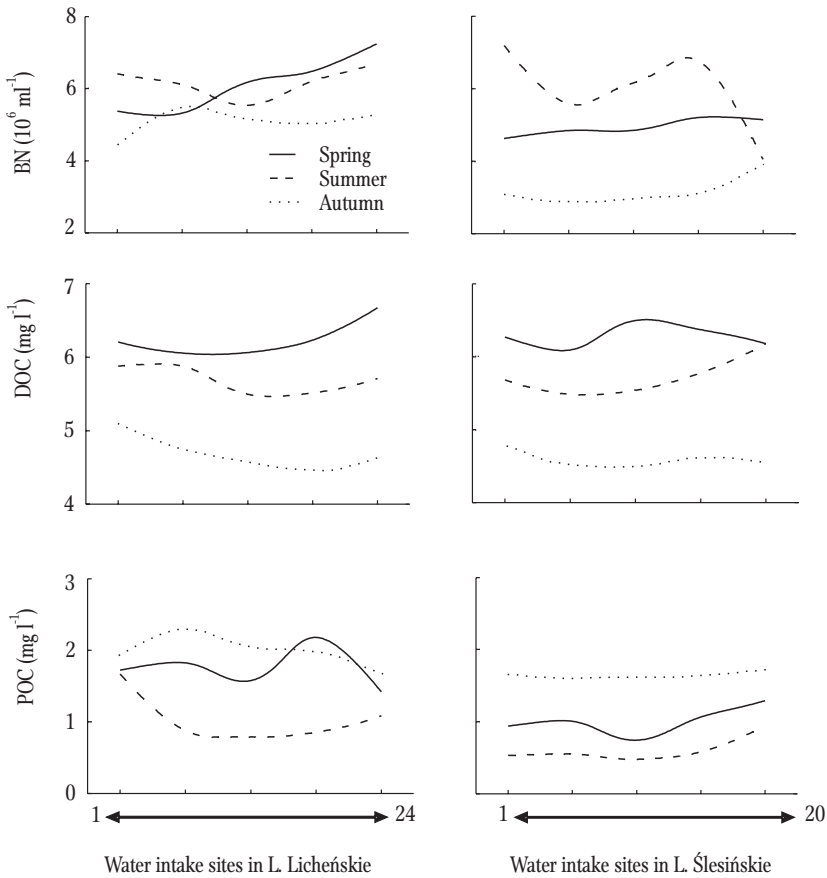 8
6
4
2
BN (10⁶ ml⁻¹)
Spring
Summer
Autumn
7
6
5
4
DOC (mg l⁻¹)
3
2
1
0
POC (mg l⁻¹)
1 24
1 20
Water intake sites in L. Licheńskie
Water intake sites in L. Ślesińskie